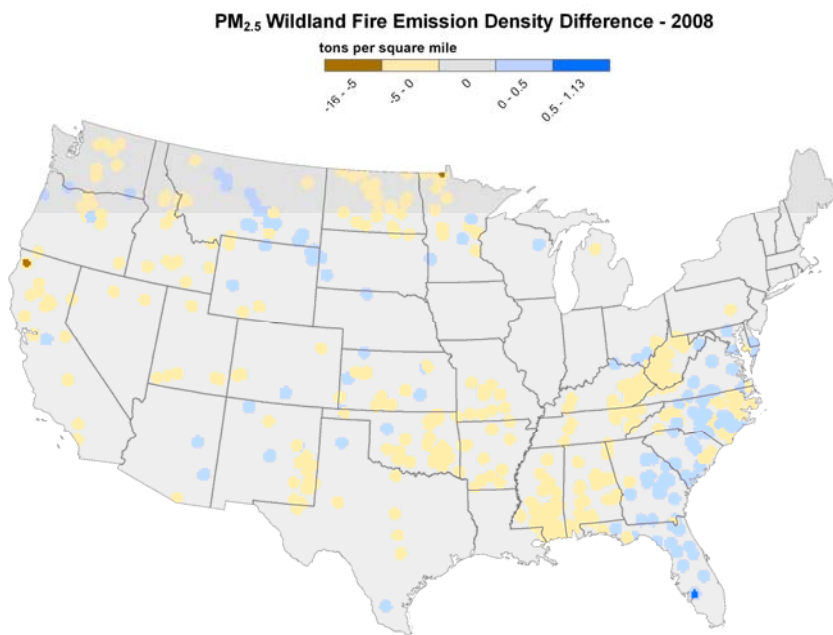 PM2.5 Wildland Fire Emission Density Difference - 2008
tons per square mile
-16 - -5
-5 - 0
0
0 - 0.5
0.5 - 1.13